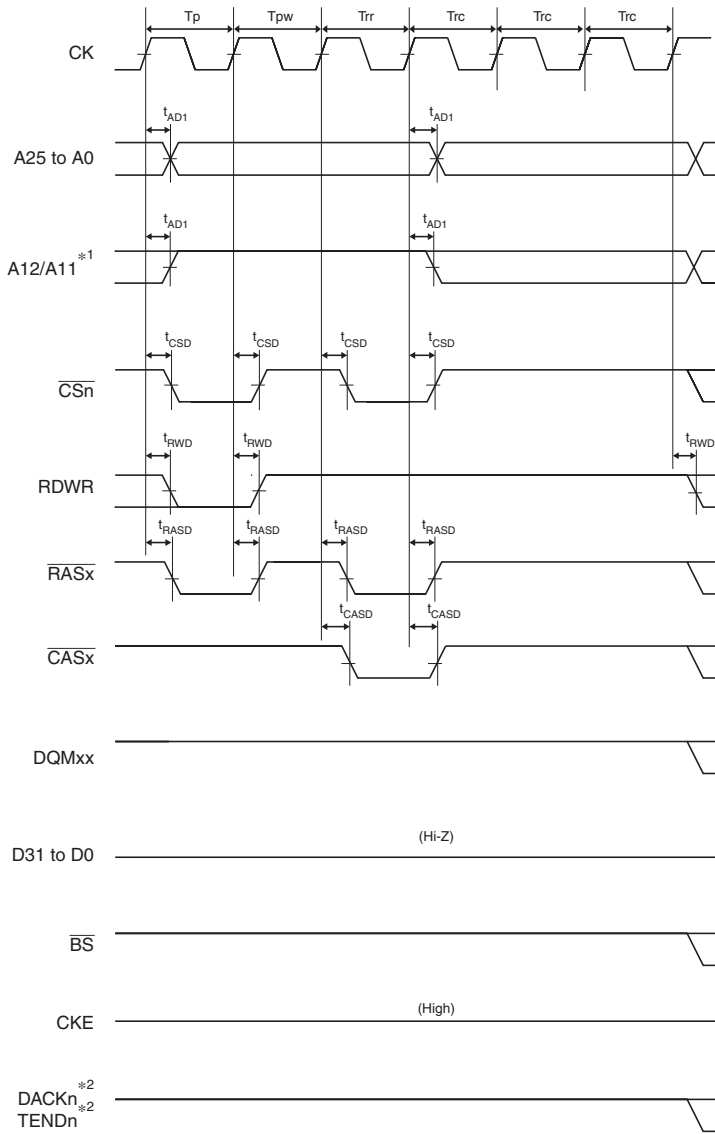 Tp Tpw Trr Trc Trc Trc
CK
tAD1 tAD1
A25 to A0
tAD1 tAD1
A12/A11*1
tCSD tCSD tCSD tCSD
CSn
tRWD tRWD tRWD
RDWR
tRASD tRASD tRASD tRASD
RASx
tCASD tCASD
CASx
DQMxx
(Hi-Z)
D31 to D0
BS
(High)
CKE
DACKn*2
TENDn*2